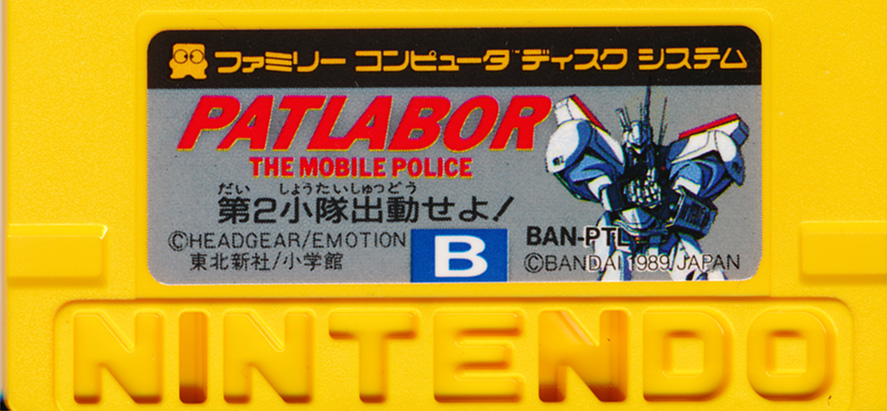 ファミリー コンピュータ™ ディスク システム
PATLABOR
THE MOBILE POLICE
だい しょうたいしゅつどう
第2小隊出動せよ!
©HEADGEAR/EMOTION
東北新社/小学館
B
BAN-PTL
©BANDAI 1989 JAPAN
NINTENDO